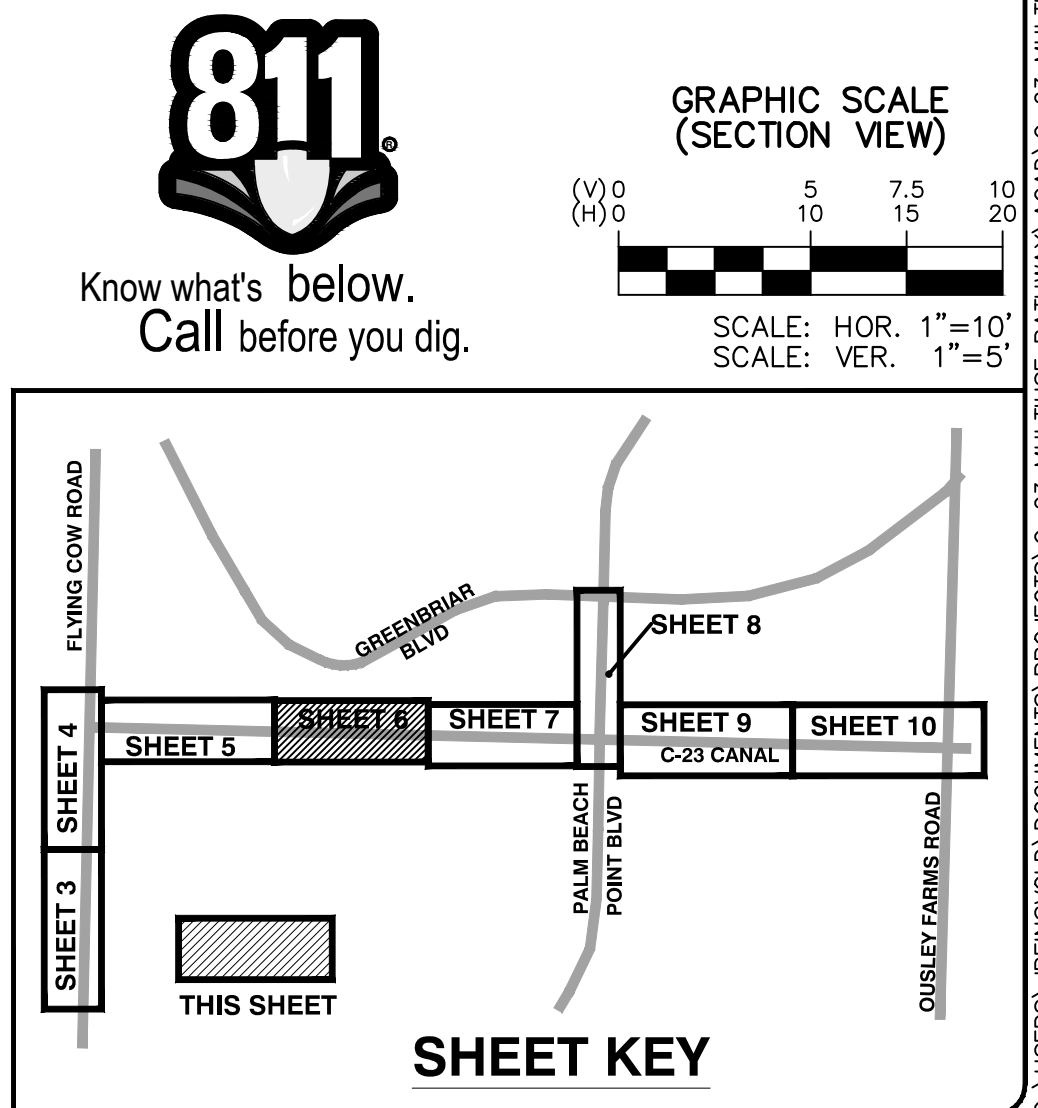 811®
Know what's below.
Call before you dig.
GRAPHIC SCALE
(SECTION VIEW)
(V) 0 5 7.5 10
(H) 0 10 15 20
SCALE: HOR. 1"=10'
SCALE: VER. 1"=5'
FLYING COW ROAD
GREENBRIAR
BLVD
SHEET 8
SHEET 4
SHEET 5
SHEET 6
SHEET 7
SHEET 9
SHEET 10
C-23 CANAL
SHEET 3
PALM BEACH
POINT BLVD
OUSLEY FARMS ROAD
THIS SHEET
SHEET KEY